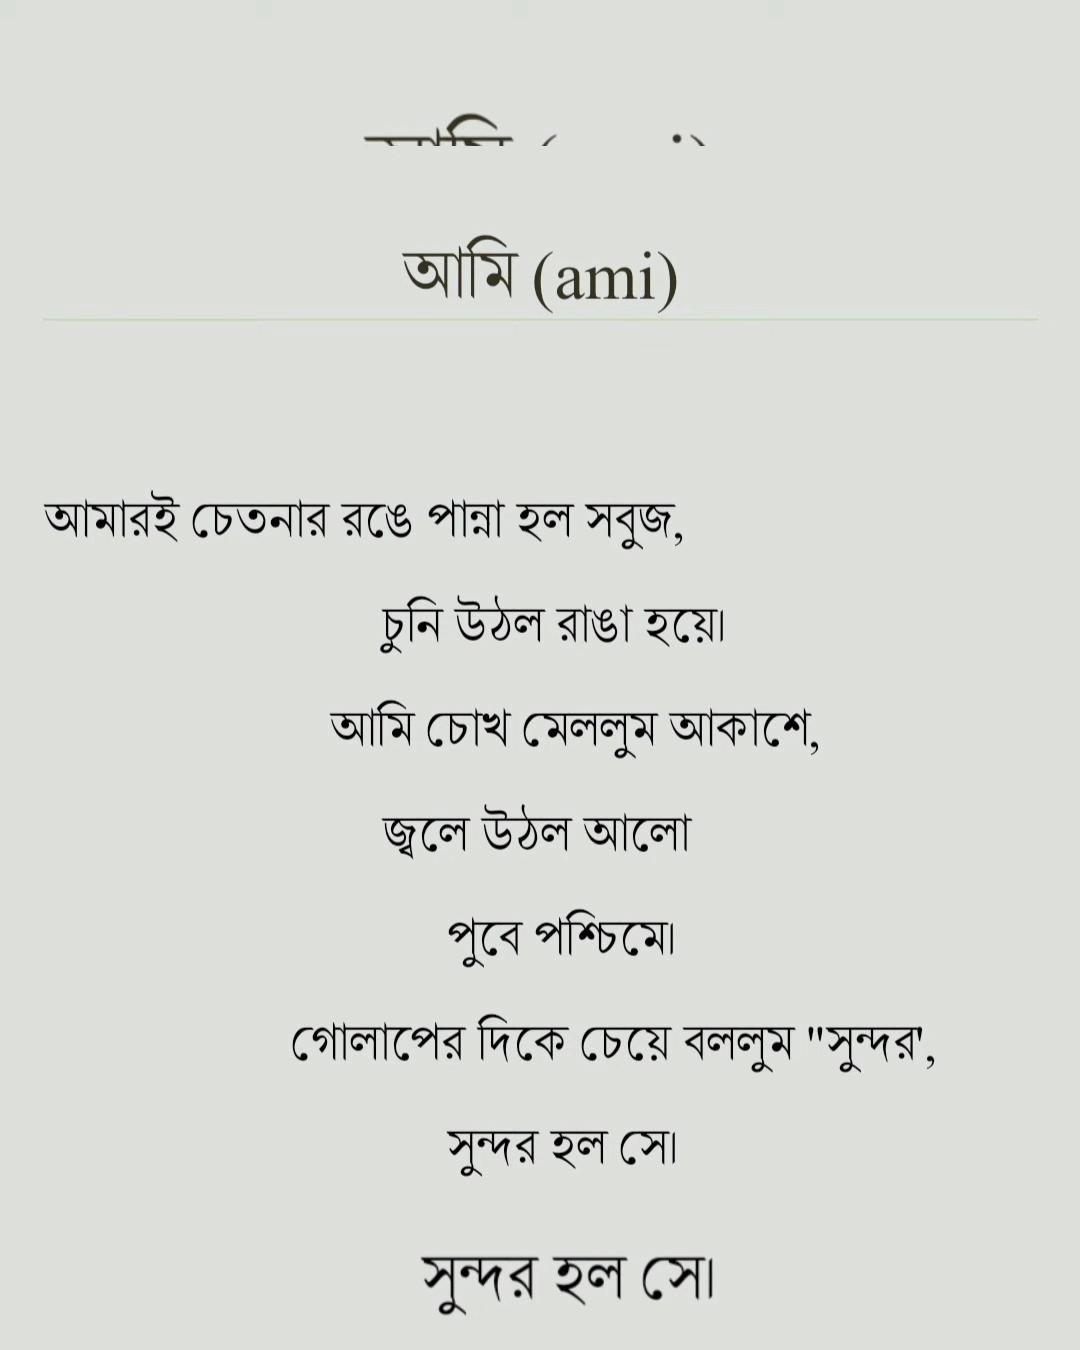 আমি (ami)
আমারই চেতনার রঙে পান্না হল সবুজ,
চুনি উঠল রাঙা হয়ে।
আমি চোখ মেললুম আকাশে,
জ্বলে উঠল আলো
পুবে পশ্চিমে।
গোলাপের দিকে চেয়ে বললুম "সুন্দর',
সুন্দর হল সে।
সুন্দর হল সে।